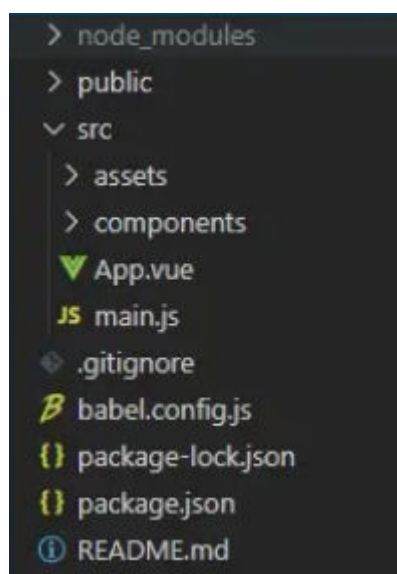 node_modules
public
src
assets
components
App.vue
JS main.js
.gitignore
babel.config.js
{} package-lock.json
{} package.json
README.md